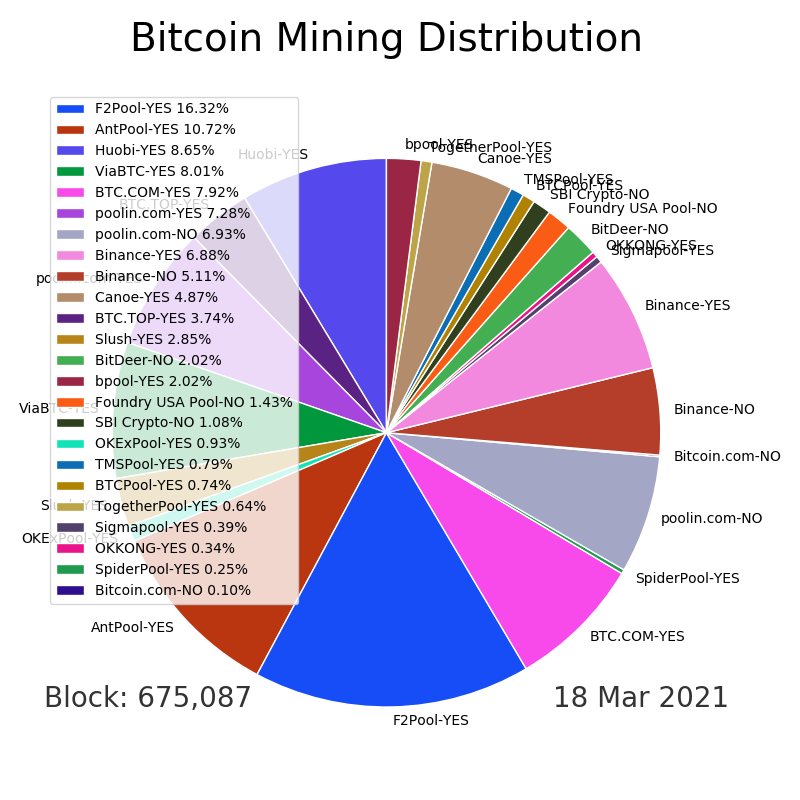 Bitcoin Mining Distribution
F2Pool-YES 16.32%
AntPool-YES 10.72%
Huobi-YES 8.65%
ViaBTC-YES 8.01%
BTC.COM-YES 7.92%
poolin.com-YES 7.28%
poolin.com-NO 6.93%
Binance-YES 6.88%
Binance-NO 5.11%
Canoe-YES 4.87%
BTC.TOP-YES 3.74%
Slush-YES 2.85%
BitDeer-NO 2.02%
bpool-YES 2.02%
Foundry USA Pool-NO 1.43%
SBI Crypto-NO 1.08%
OKExPool-YES 0.93%
TMSPool-YES 0.79%
BTCPool-YES 0.74%
TogetherPool-YES 0.64%
Sigmapool-YES 0.39%
OKKONG-YES 0.34%
SpiderPool-YES 0.25%
Bitcoin.com-NO 0.10%
bpool-YES
TogetherPool-YES
Canoe-YES
TMSPool-YES
BTCPool-YES
SBI Crypto-NO
Foundry USA Pool-NO
BitDeer-NO
OKKONG-YES
Sigmapool-YES
Binance-YES
Binance-NO
Bitcoin.com-NO
poolin.com-NO
SpiderPool-YES
BTC.COM-YES
F2Pool-YES
AntPool-YES
OKExPool-YES
Slush-YES
ViaBTC-YES
poolin.com-YES
BTC.TOP-YES
Huobi-YES
Block: 675,087
18 Mar 2021